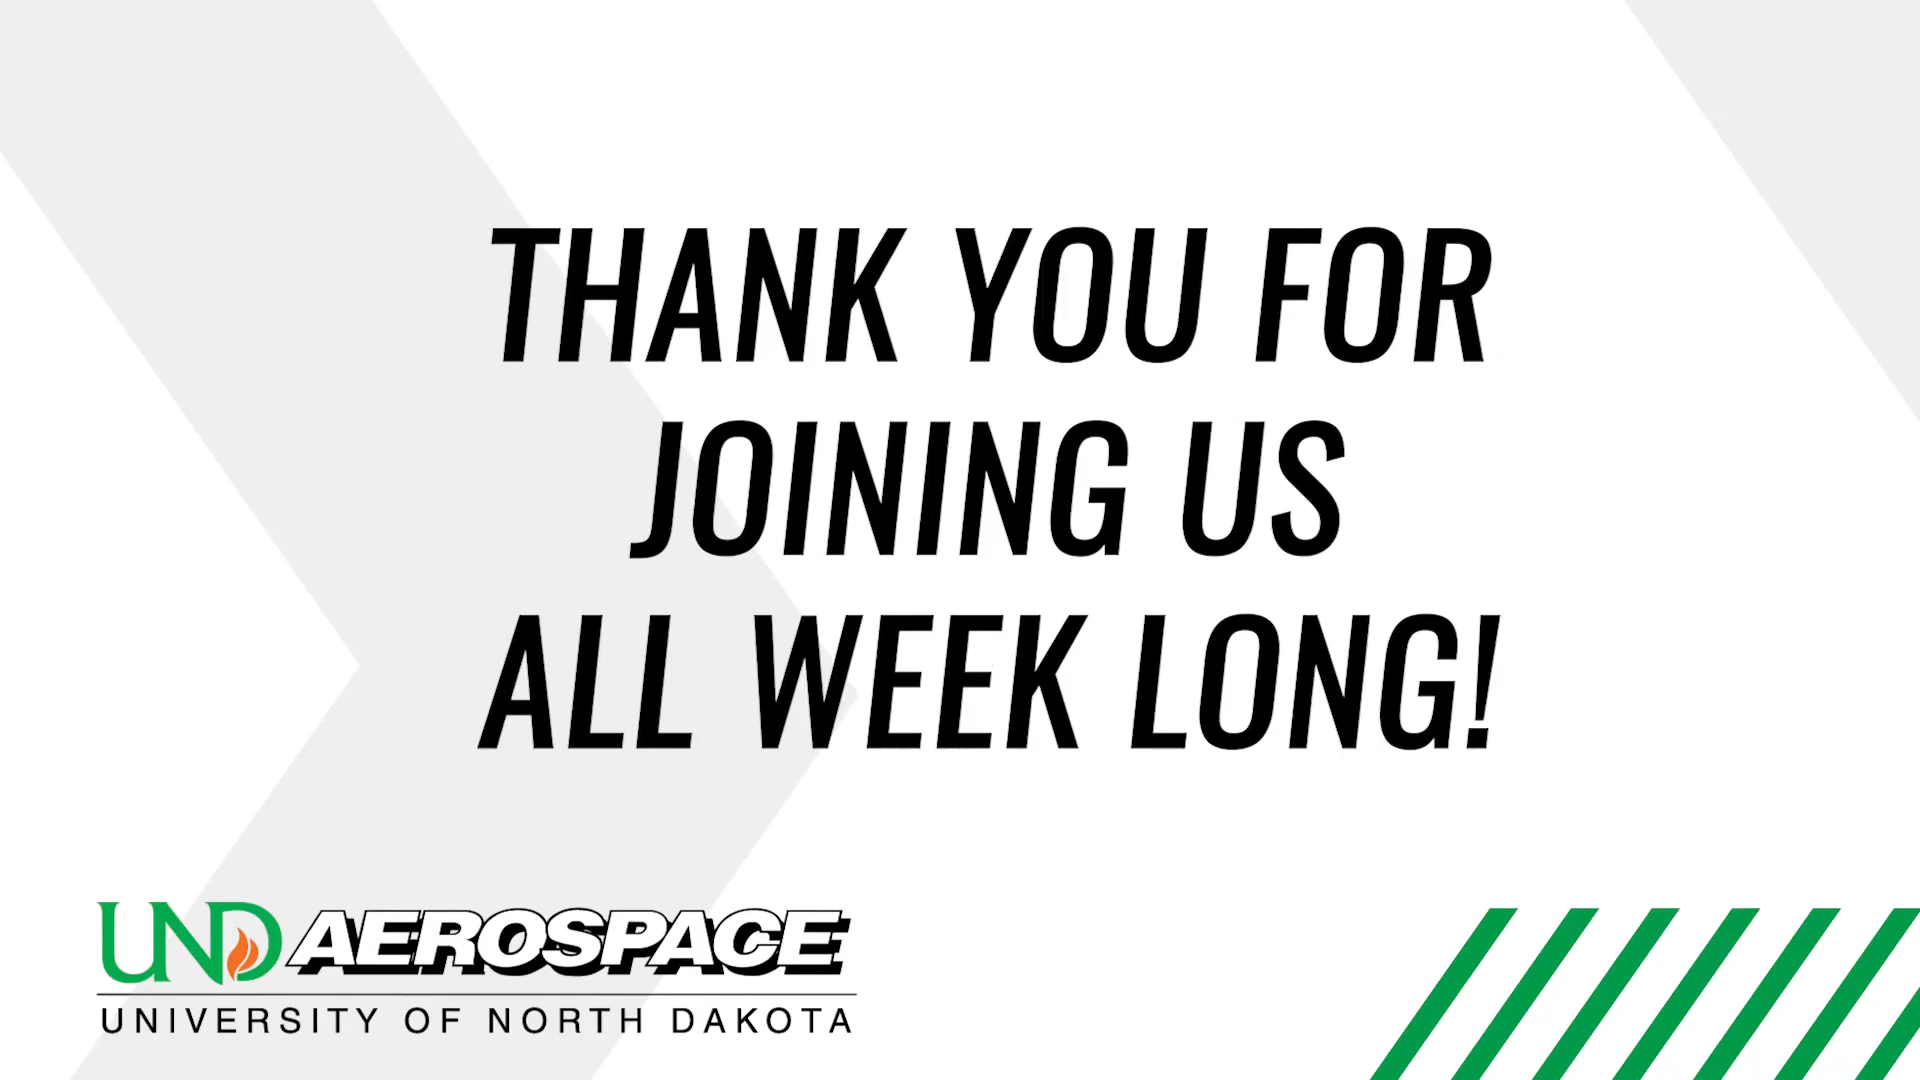 THANK YOU FOR
JOINING US
ALL WEEK LONG!
UND AEROSPACE
UNIVERSITY OF NORTH DAKOTA